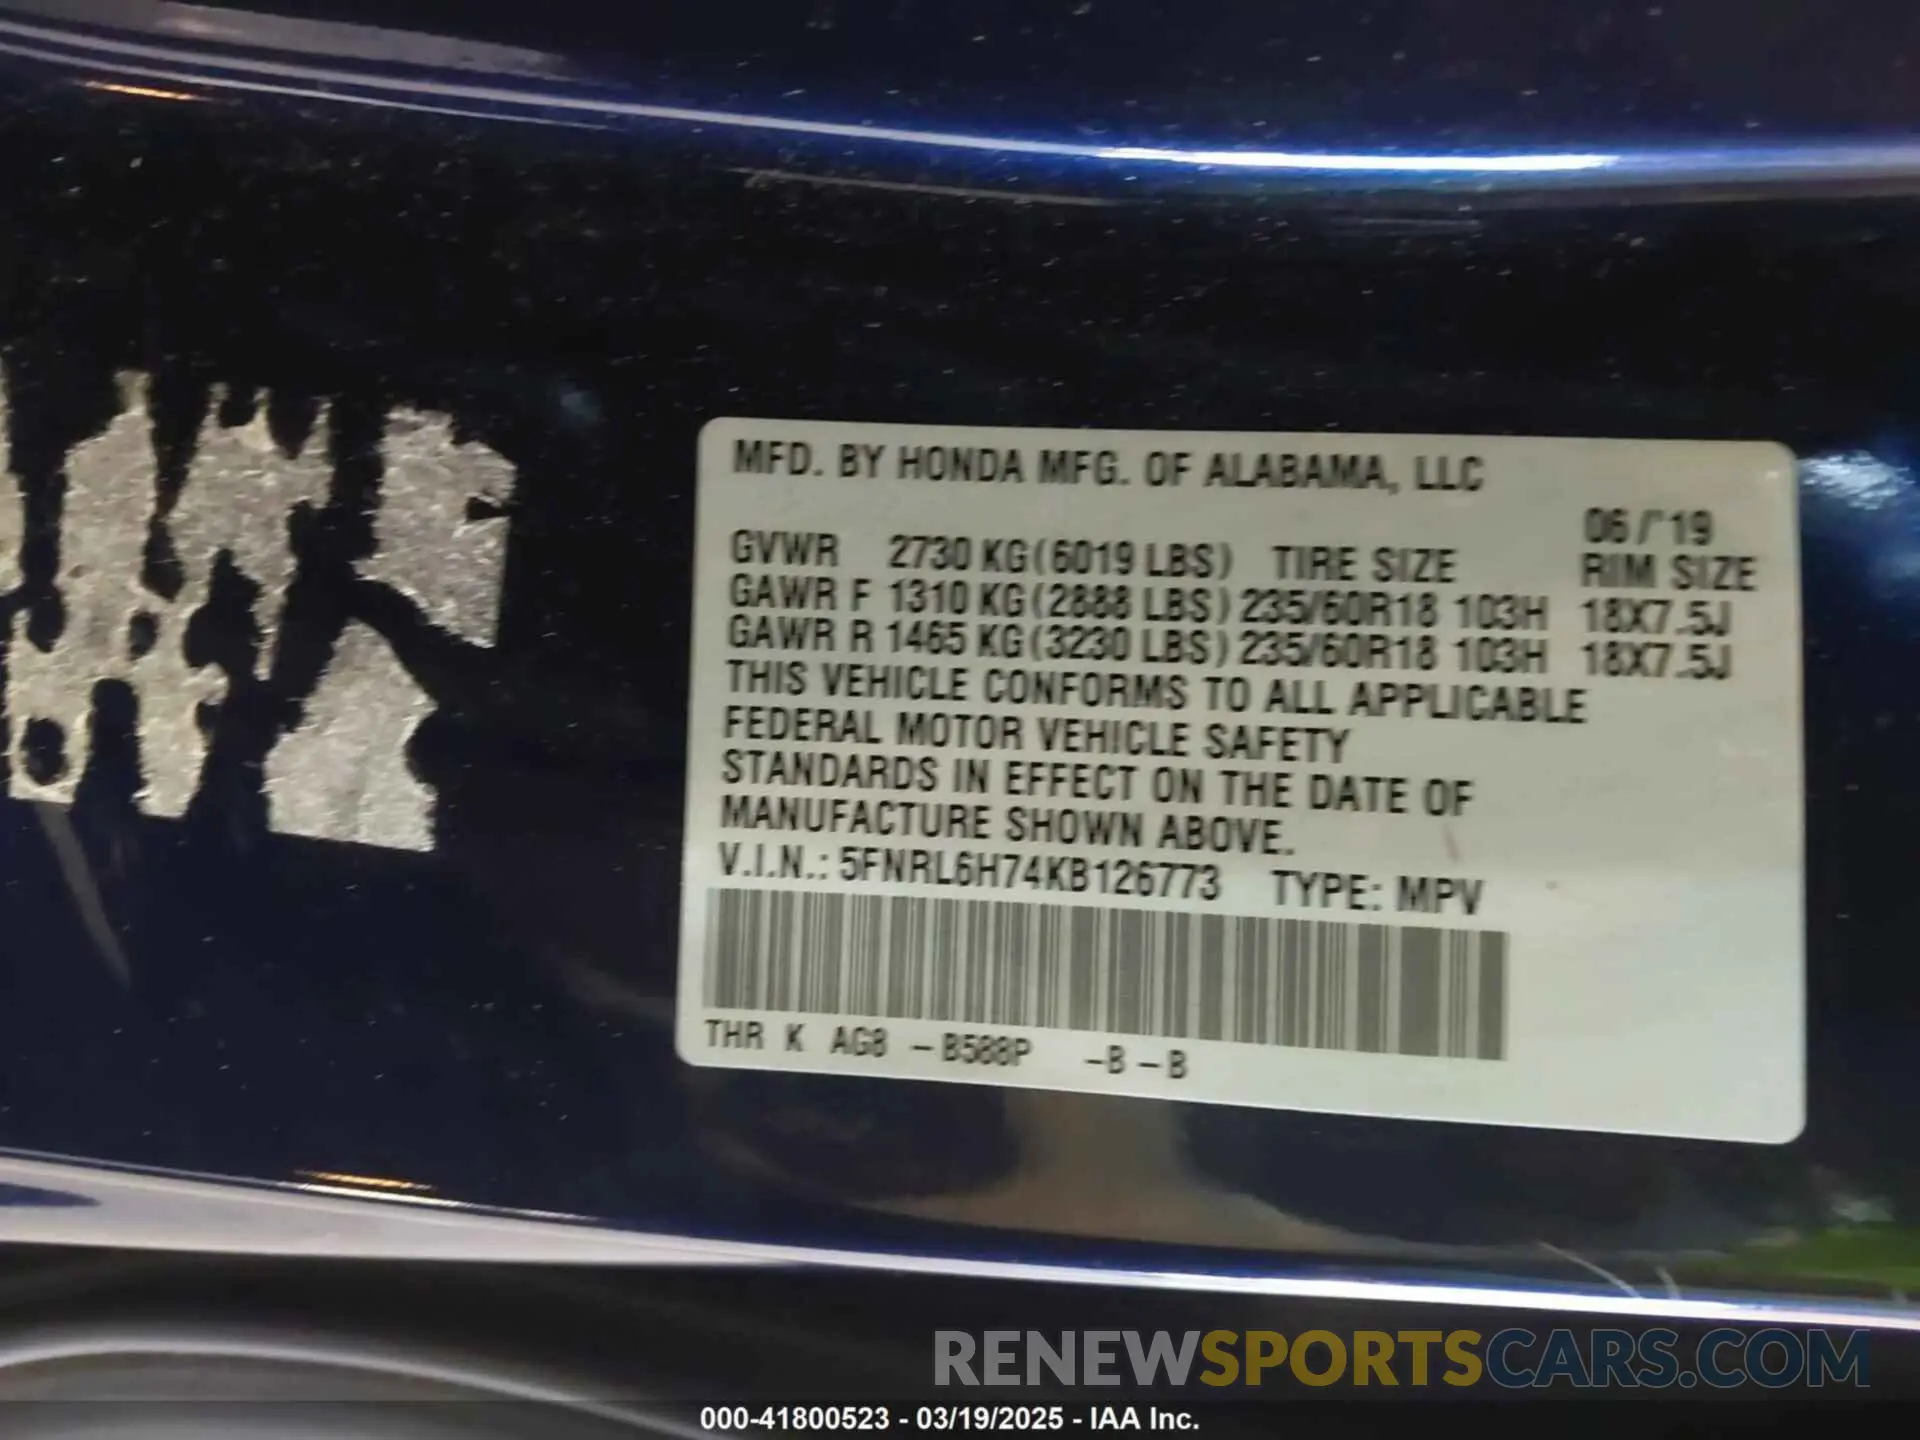 MFD. BY HONDA MFG. OF ALABAMA, LLC
06/'19
GVWR 2730 KG(6019 LBS) TIRE SIZE RIM SIZE
GAWR F 1310 KG(2888 LBS) 235/60R18 103H 18X7.5J
GAWR R 1465 KG(3230 LBS) 235/60R18 103H 18X7.5J
THIS VEHICLE CONFORMS TO ALL APPLICABLE
FEDERAL MOTOR VEHICLE SAFETY
STANDARDS IN EFFECT ON THE DATE OF
MANUFACTURE SHOWN ABOVE.
V.I.N.: 5FNRL6H74KB126773 TYPE: MPV
THR K AG8 -B588P -B-B
RENEWSPORTSCARS.COM
000-41800523 - 03/19/2025 - IAA Inc.